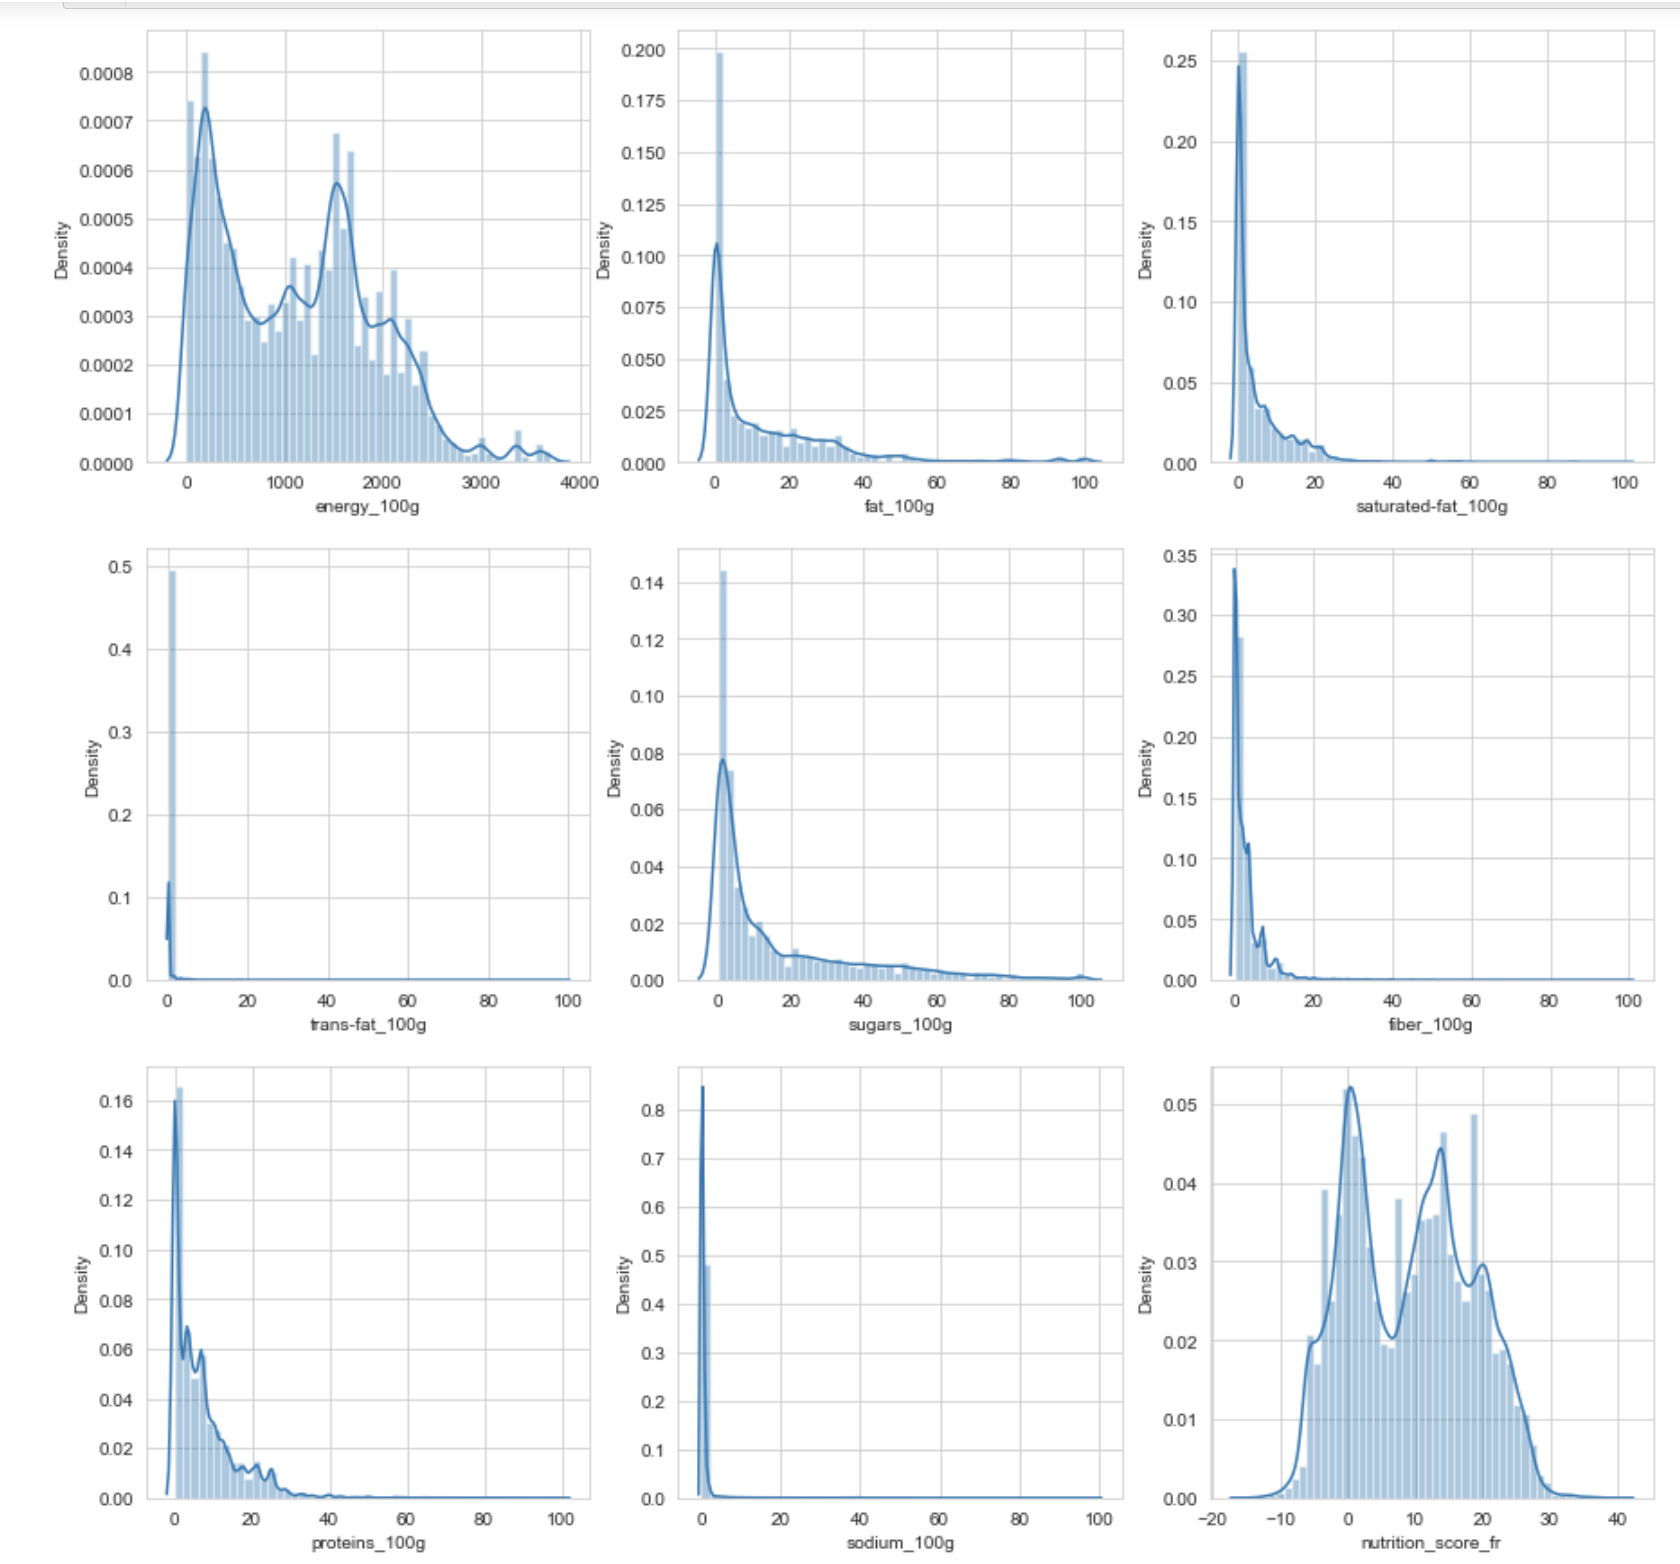 Density
0.0008
0.0007
0.0006
0.0005
0.0004
0.0003
0.0002
0.0001
0.0000
0 1000 2000 3000 4000
energy_100g
Density
0.200
0.175
0.150
0.125
0.100
0.075
0.050
0.025
0.000
0 20 40 60 80 100
fat_100g
Density
0.25
0.20
0.15
0.10
0.05
0.00
0 20 40 60 80 100
saturated-fat_100g
Density
0.5
0.4
0.3
0.2
0.1
0.0
0 20 40 60 80 100
trans-fat_100g
Density
0.14
0.12
0.10
0.08
0.06
0.04
0.02
0.00
0 20 40 60 80 100
sugars_100g
Density
0.35
0.30
0.25
0.20
0.15
0.10
0.05
0.00
0 20 40 60 80 100
fiber_100g
Density
0.16
0.14
0.12
0.10
0.08
0.06
0.04
0.02
0.00
0 20 40 60 80 100
proteins_100g
Density
0.8
0.7
0.6
0.5
0.4
0.3
0.2
0.1
0.0
0 20 40 60 80 100
sodium_100g
Density
0.05
0.04
0.03
0.02
0.01
0.00
−20 −10 0 10 20 30 40
nutrition_score_fr